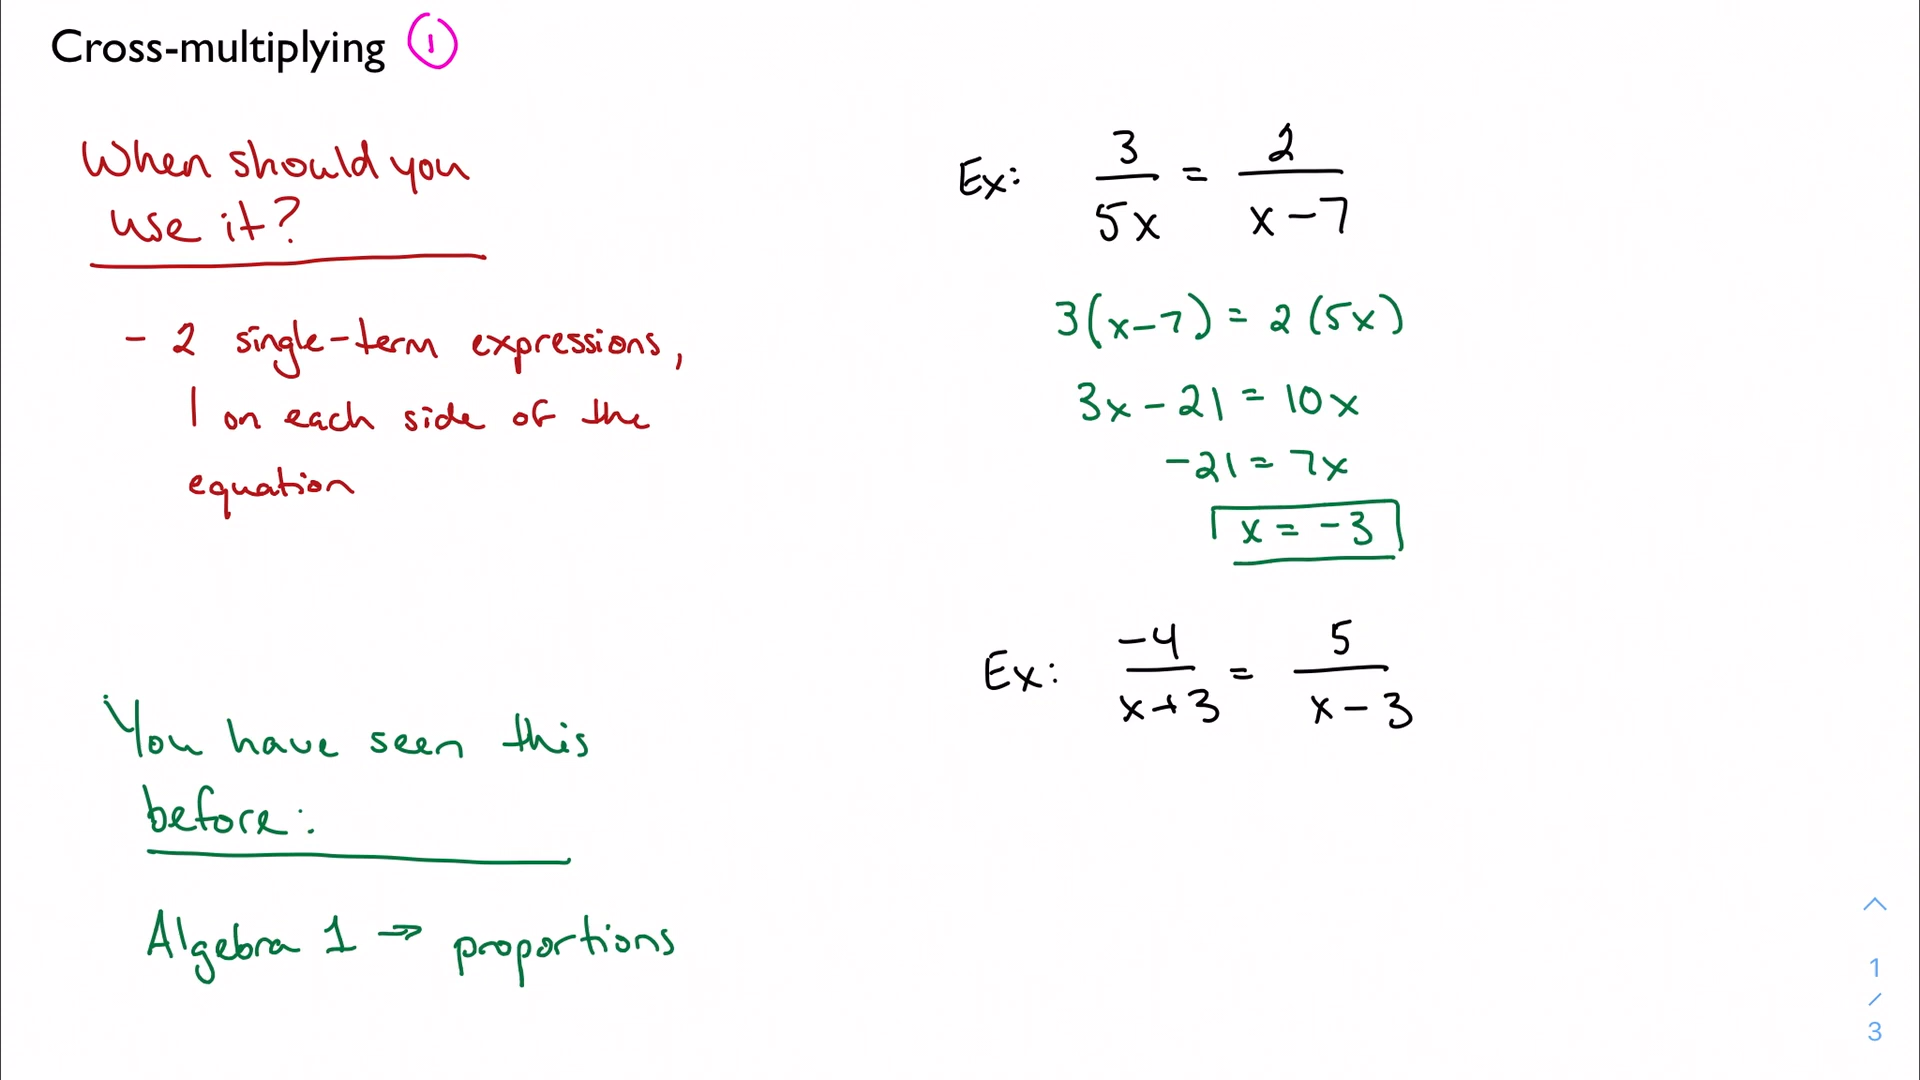 Cross-multiplying ①
When should you
use it?
- 2 single-term expressions,
1 on each side of the
equation
You have seen this
before:
Algebra 1 → proportions
Ex: 3/5x = 2/x-7
3(x-7) = 2(5x)
3x - 21 = 10x
-21 = 7x
x = -3
Ex: -4/x+3 = 5/x-3
1
/
3